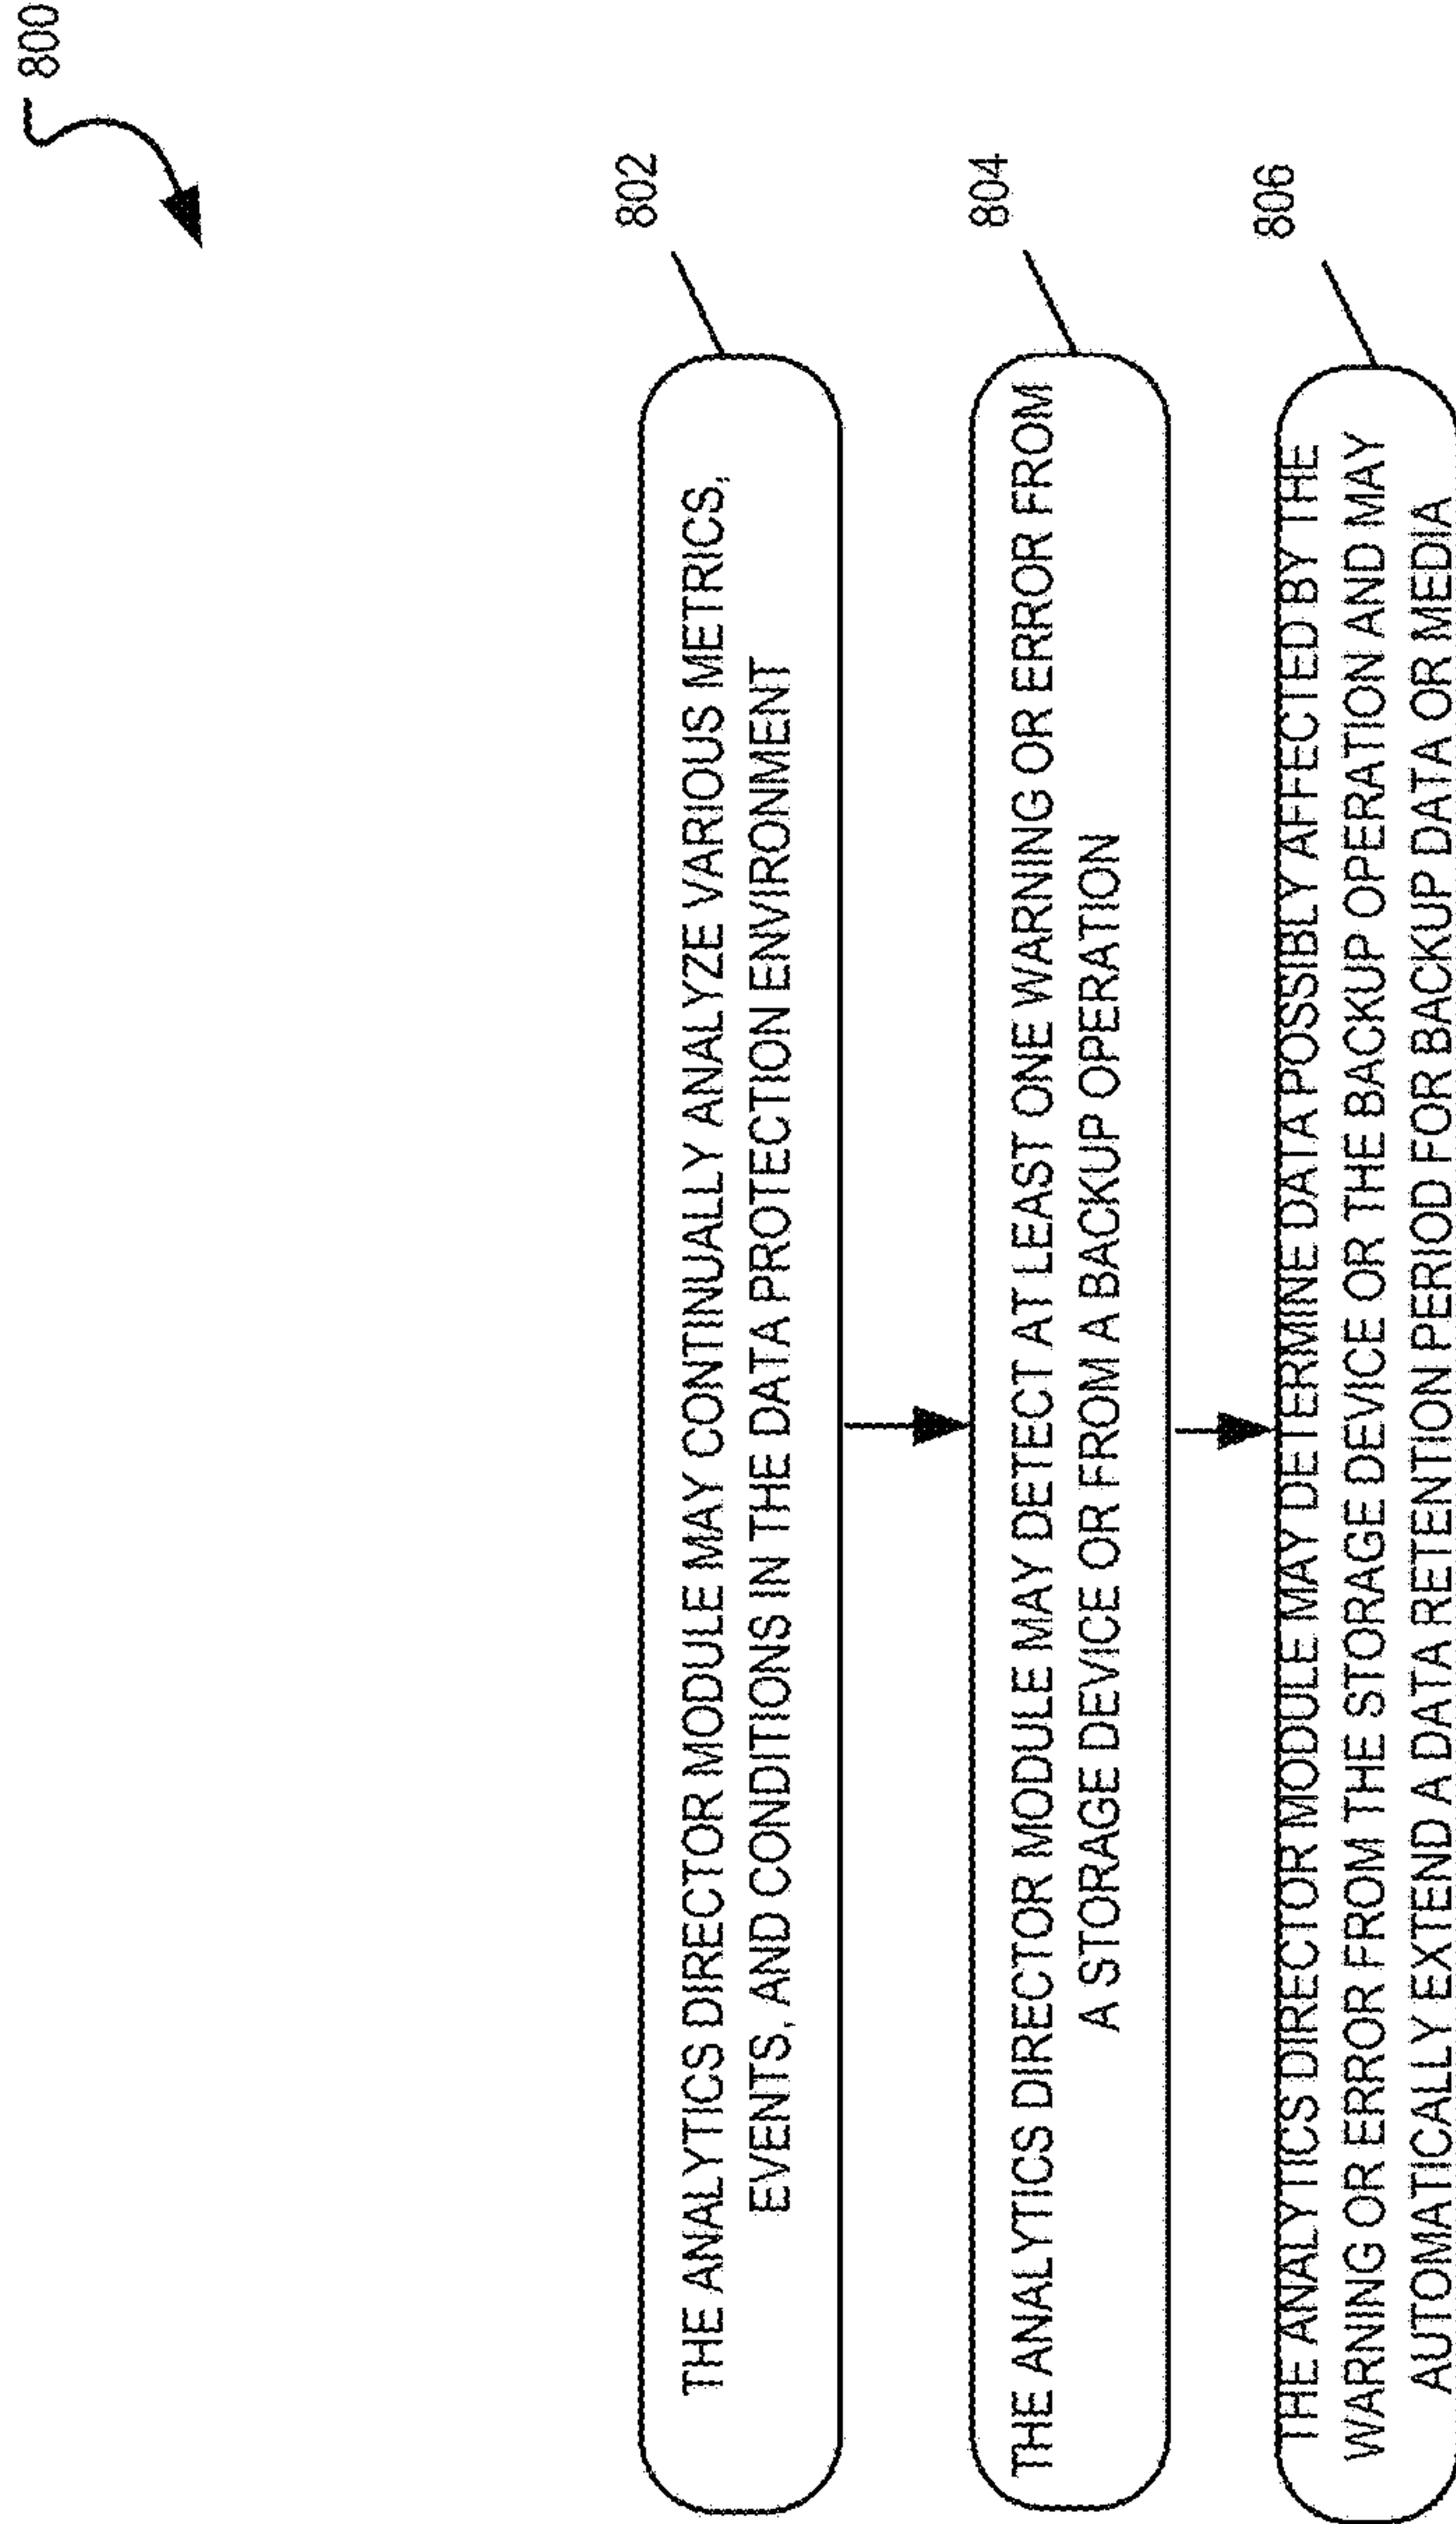 800
802
THE ANALYTICS DIRECTOR MODULE MAY CONTINUALLY ANALYZE VARIOUS METRICS,
EVENTS, AND CONDITIONS IN THE DATA PROTECTION ENVIRONMENT
804
THE ANALYTICS DIRECTOR MODULE MAY DETECT AT LEAST ONE WARNING OR ERROR FROM
A STORAGE DEVICE OR FROM A BACKUP OPERATION
806
THE ANALYTICS DIRECTOR MODULE MAY DETERMINE DATA POSSIBLY AFFECTED BY THE
WARNING OR ERROR FROM THE STORAGE DEVICE OR THE BACKUP OPERATION AND MAY
AUTOMATICALLY EXTEND A DATA RETENTION PERIOD FOR BACKUP DATA OR MEDIA